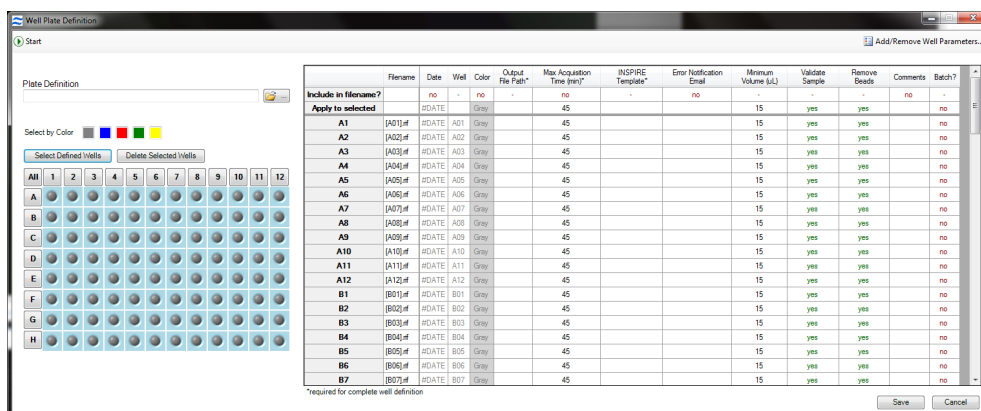 Well Plate Definition
Start
Add/Remove Well Parameters...
Plate Definition
...
Select by Color
Select Defined Wells Delete Selected Wells
All 1 2 3 4 5 6 7 8 9 10 11 12
A
B
C
D
E
F
G
H
Filename Date Well Color Output File Path* Max Acquistion Time (min)* INSPIRE Template* Error Notification Email Minimum Volume (uL) Validate Sample Remove Beads Comments Batch?
Include in filename? no - no - no - no - - - no -
Apply to selected #DATE Gray 45 15 yes yes no
A1 [A01].rif #DATE A01 Gray 45 15 yes yes no
A2 [A02].rif #DATE A02 Gray 45 15 yes yes no
A3 [A03].rif #DATE A03 Gray 45 15 yes yes no
A4 [A04].rif #DATE A04 Gray 45 15 yes yes no
A5 [A05].rif #DATE A05 Gray 45 15 yes yes no
A6 [A06].rif #DATE A06 Gray 45 15 yes yes no
A7 [A07].rif #DATE A07 Gray 45 15 yes yes no
A8 [A08].rif #DATE A08 Gray 45 15 yes yes no
A9 [A09].rif #DATE A09 Gray 45 15 yes yes no
A10 [A10].rif #DATE A10 Gray 45 15 yes yes no
A11 [A11].rif #DATE A11 Gray 45 15 yes yes no
A12 [A12].rif #DATE A12 Gray 45 15 yes yes no
B1 [B01].rif #DATE B01 Gray 45 15 yes yes no
B2 [B02].rif #DATE B02 Gray 45 15 yes yes no
B3 [B03].rif #DATE B03 Gray 45 15 yes yes no
B4 [B04].rif #DATE B04 Gray 45 15 yes yes no
B5 [B05].rif #DATE B05 Gray 45 15 yes yes no
B6 [B06].rif #DATE B06 Gray 45 15 yes yes no
B7 [B07].rif #DATE B07 Gray 45 15 yes yes no
*required for complete well definition
Save Cancel